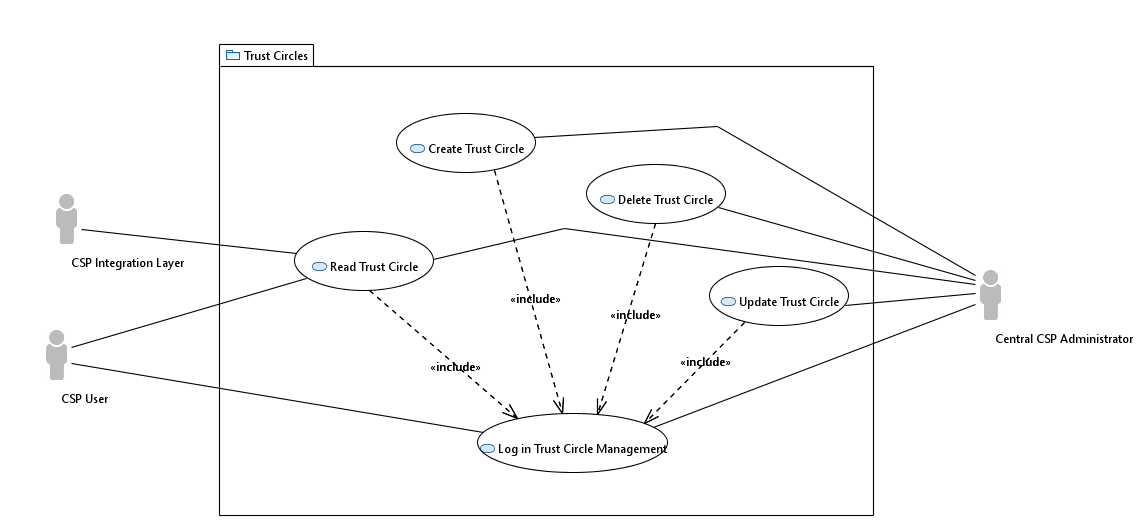 Trust Circles
Create Trust Circle
Delete Trust Circle
CSP Integration Layer
Read Trust Circle
«include»
Update Trust Circle
«include»
Central CSP Administrator
«include»
«include»
CSP User
Log in Trust Circle Management